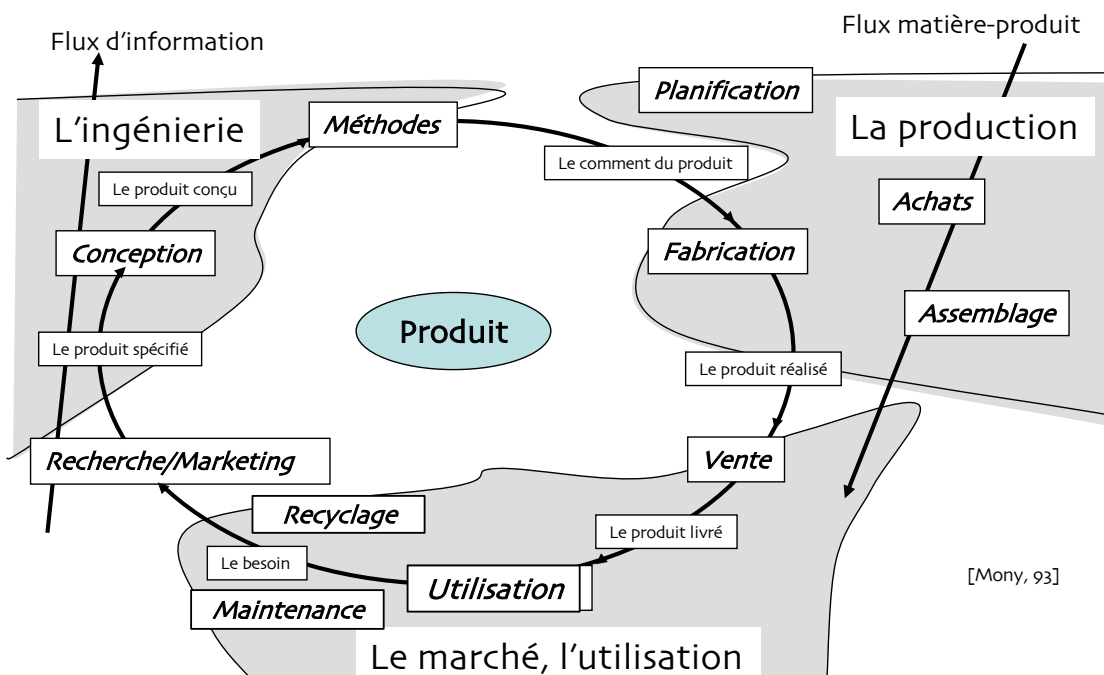 Flux d'information
Flux matière-produit
Planification
L'ingénierie
Méthodes
La production
Le comment du produit
Le produit conçu
Achats
Conception
Fabrication
Assemblage
Produit
Le produit spécifié
Le produit réalisé
Recherche/Marketing
Vente
Recyclage
Le produit livré
Le besoin
Utilisation
[Mony, 93]
Maintenance
Le marché, l'utilisation